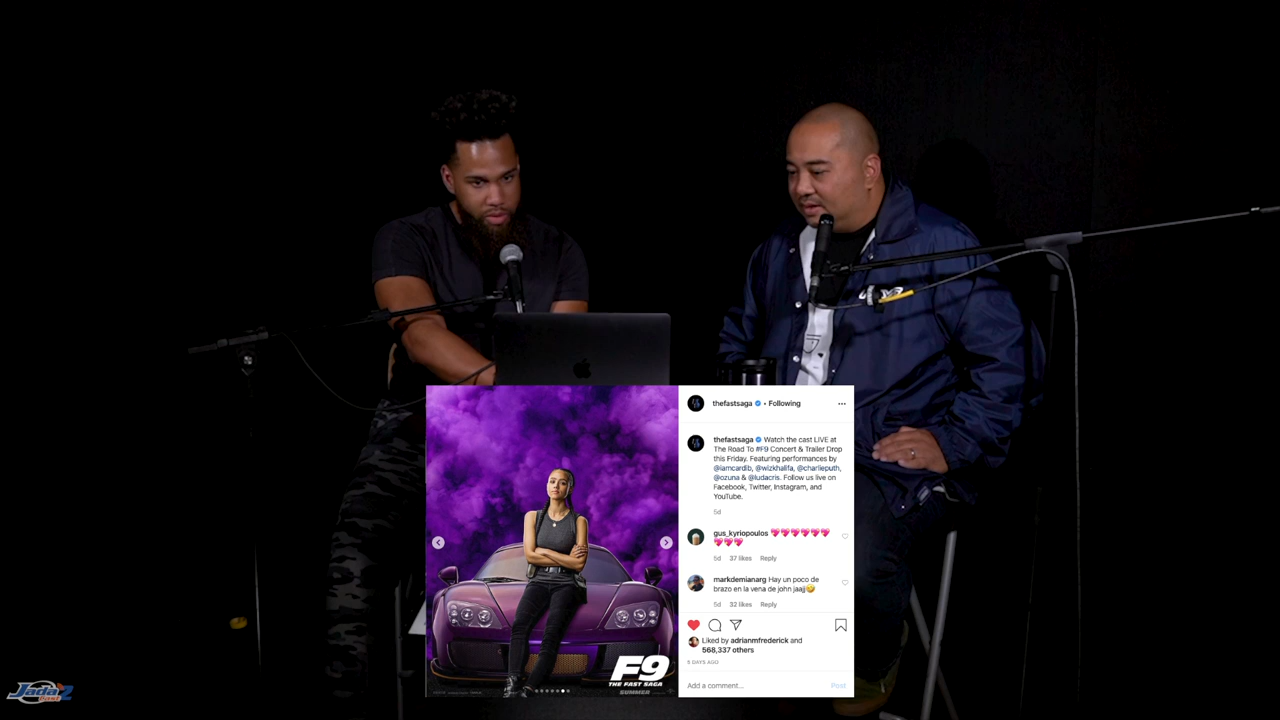 thefastsaga • Following
thefastsaga Watch the cast LIVE at
The Road To #F9 Concert & Trailer Drop
this Friday. Featuring performances by
@iamcardib, @wizkhalifa, @charlieputh,
@ozuna & @ludacris. Follow us live on
Facebook, Twitter, Instagram, and
YouTube.
5d
gus_kyriopoulos 💖💖💖💖💖💖
💖💖💖
5d 37 likes Reply
markdemianarg Hay un poco de
brazo en la vena de john jaajj🤣
5d 32 likes Reply
Liked by adrianmfrederick and
568,337 others
5 DAYS AGO
Add a comment... Post
F9
THE FAST SAGA
SUMMER
Jada